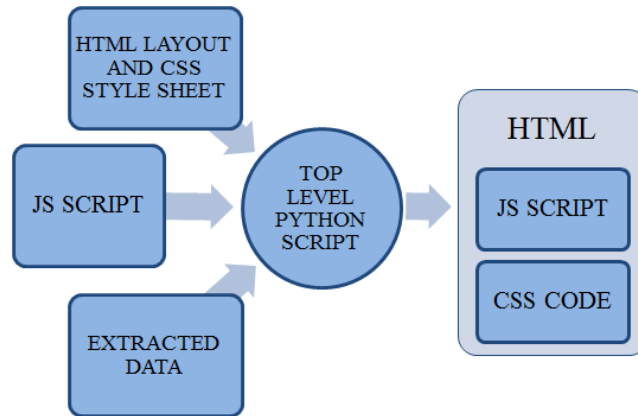 HTML LAYOUT
AND CSS
STYLE SHEET
JS SCRIPT
EXTRACTED
DATA
TOP
LEVEL
PYTHON
SCRIPT
HTML
JS SCRIPT
CSS CODE